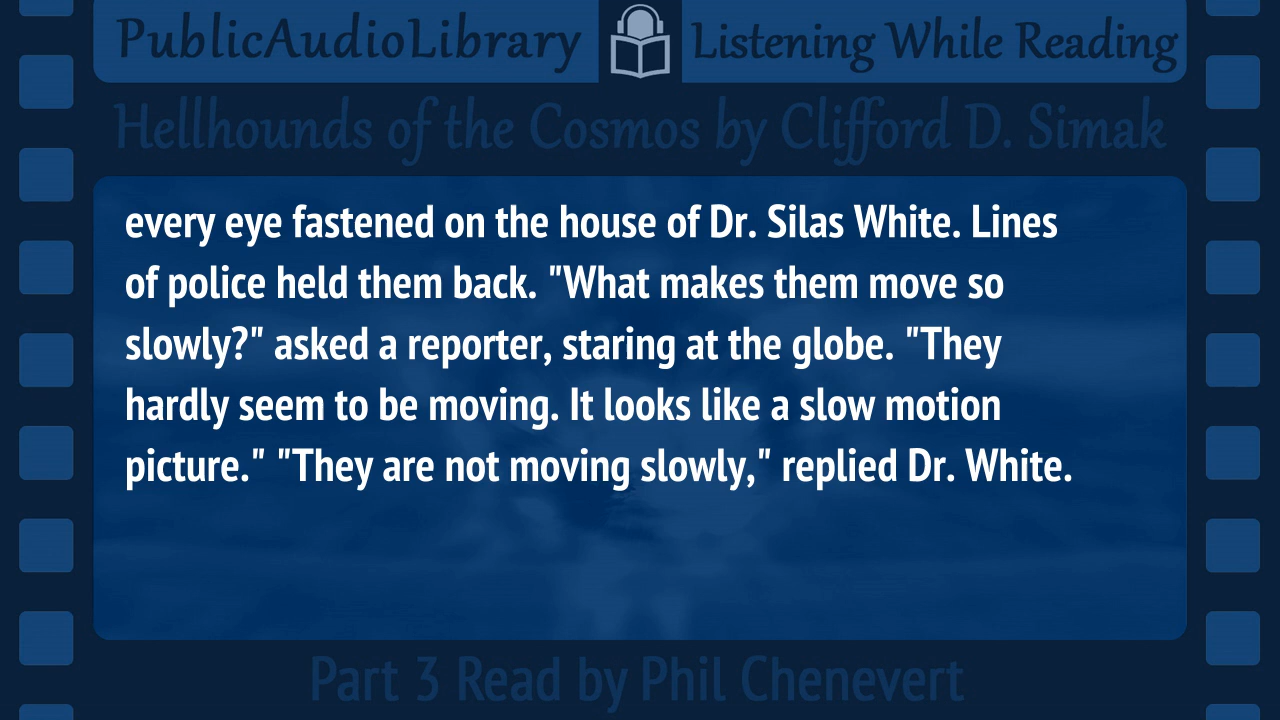 PublicAudioLibrary Listening While Reading
Hellhounds of the Cosmos by Clifford D. Simak
every eye fastened on the house of Dr. Silas White. Lines
of police held them back. "What makes them move so
slowly?" asked a reporter, staring at the globe. "They
hardly seem to be moving. It looks like a slow motion
picture." "They are not moving slowly," replied Dr. White.
Part 3 Read by Phil Chenevert